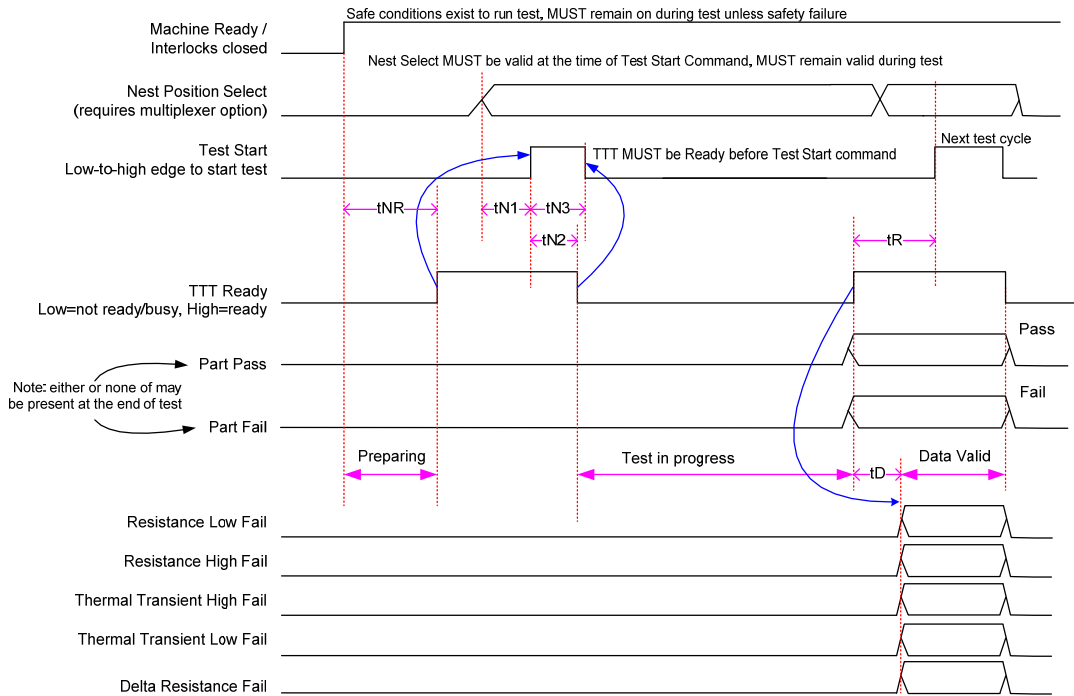 Safe conditions exist to run test, MUST remain on during test unless safety failure
Machine Ready /
Interlocks closed
Nest Select MUST be valid at the time of Test Start Command, MUST remain valid during test
Nest Position Select
(requires multiplexer option)
Test Start
Low-to-high edge to start test
TTT MUST be Ready before Test Start command
Next test cycle
tNR
tN1
tN3
tN2
tR
TTT Ready
Low=not ready/busy, High=ready
Pass
Part Pass
Note: either or none of may
be present at the end of test
Fail
Part Fail
Preparing
Test in progress
tD
Data Valid
Resistance Low Fail
Resistance High Fail
Thermal Transient High Fail
Thermal Transient Low Fail
Delta Resistance Fail